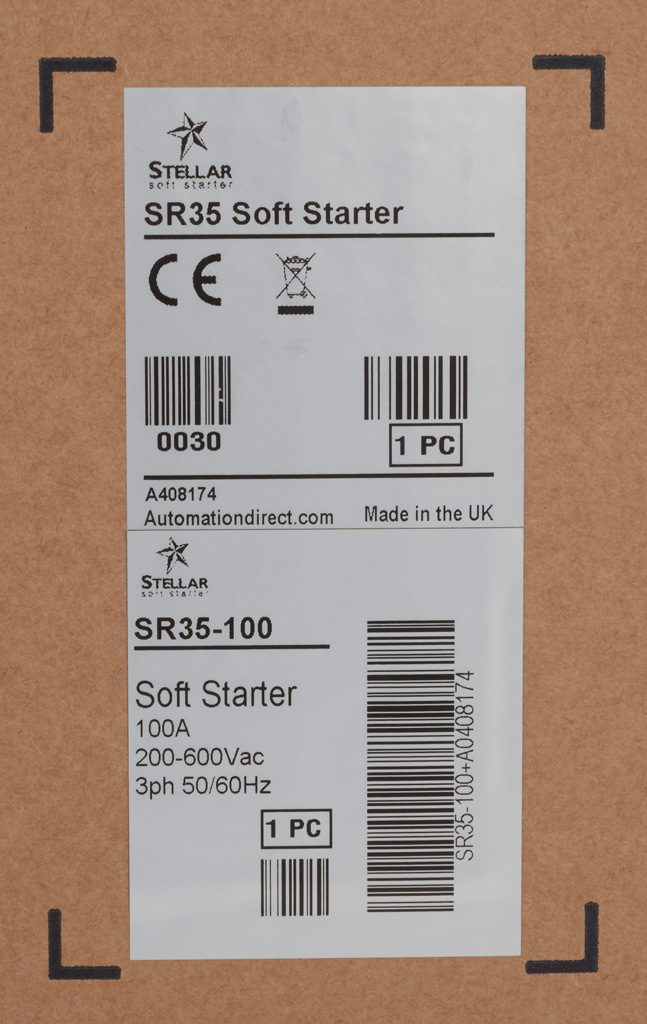 STELLAR
soft starter
SR35 Soft Starter
CE
0030
1 PC
A408174
Automationdirect.com
Made in the UK
STELLAR
soft starter
SR35-100
Soft Starter
100A
200-600Vac
3ph 50/60Hz
1 PC
SR35-100+A0408174